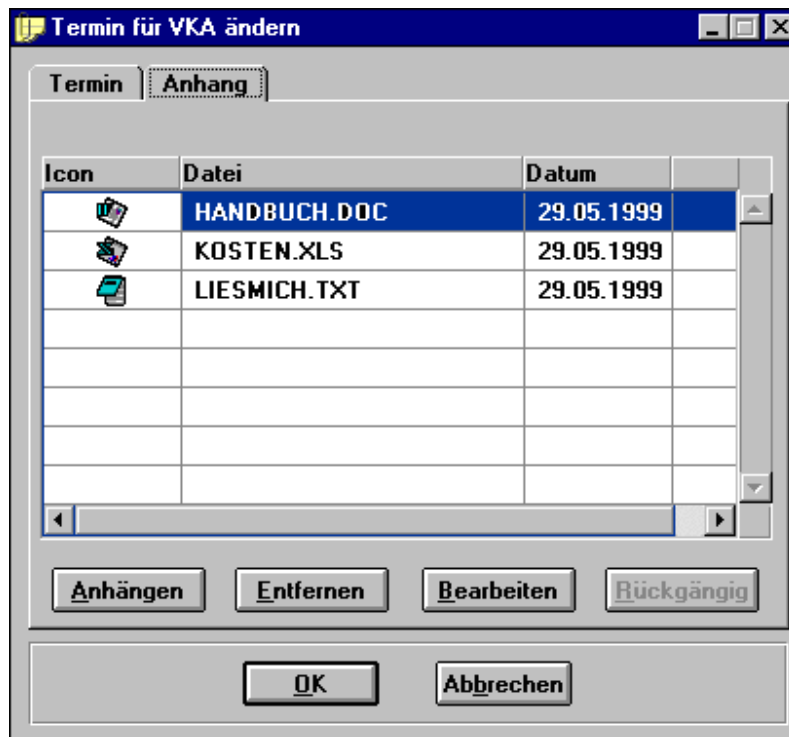 Termin für VKA ändern
Termin Anhang
Icon Datei Datum
HANDBUCH.DOC 29.05.1999
KOSTEN.XLS 29.05.1999
LIESMICH.TXT 29.05.1999
Anhängen Entfernen Bearbeiten Rückgängig
OK Abbrechen